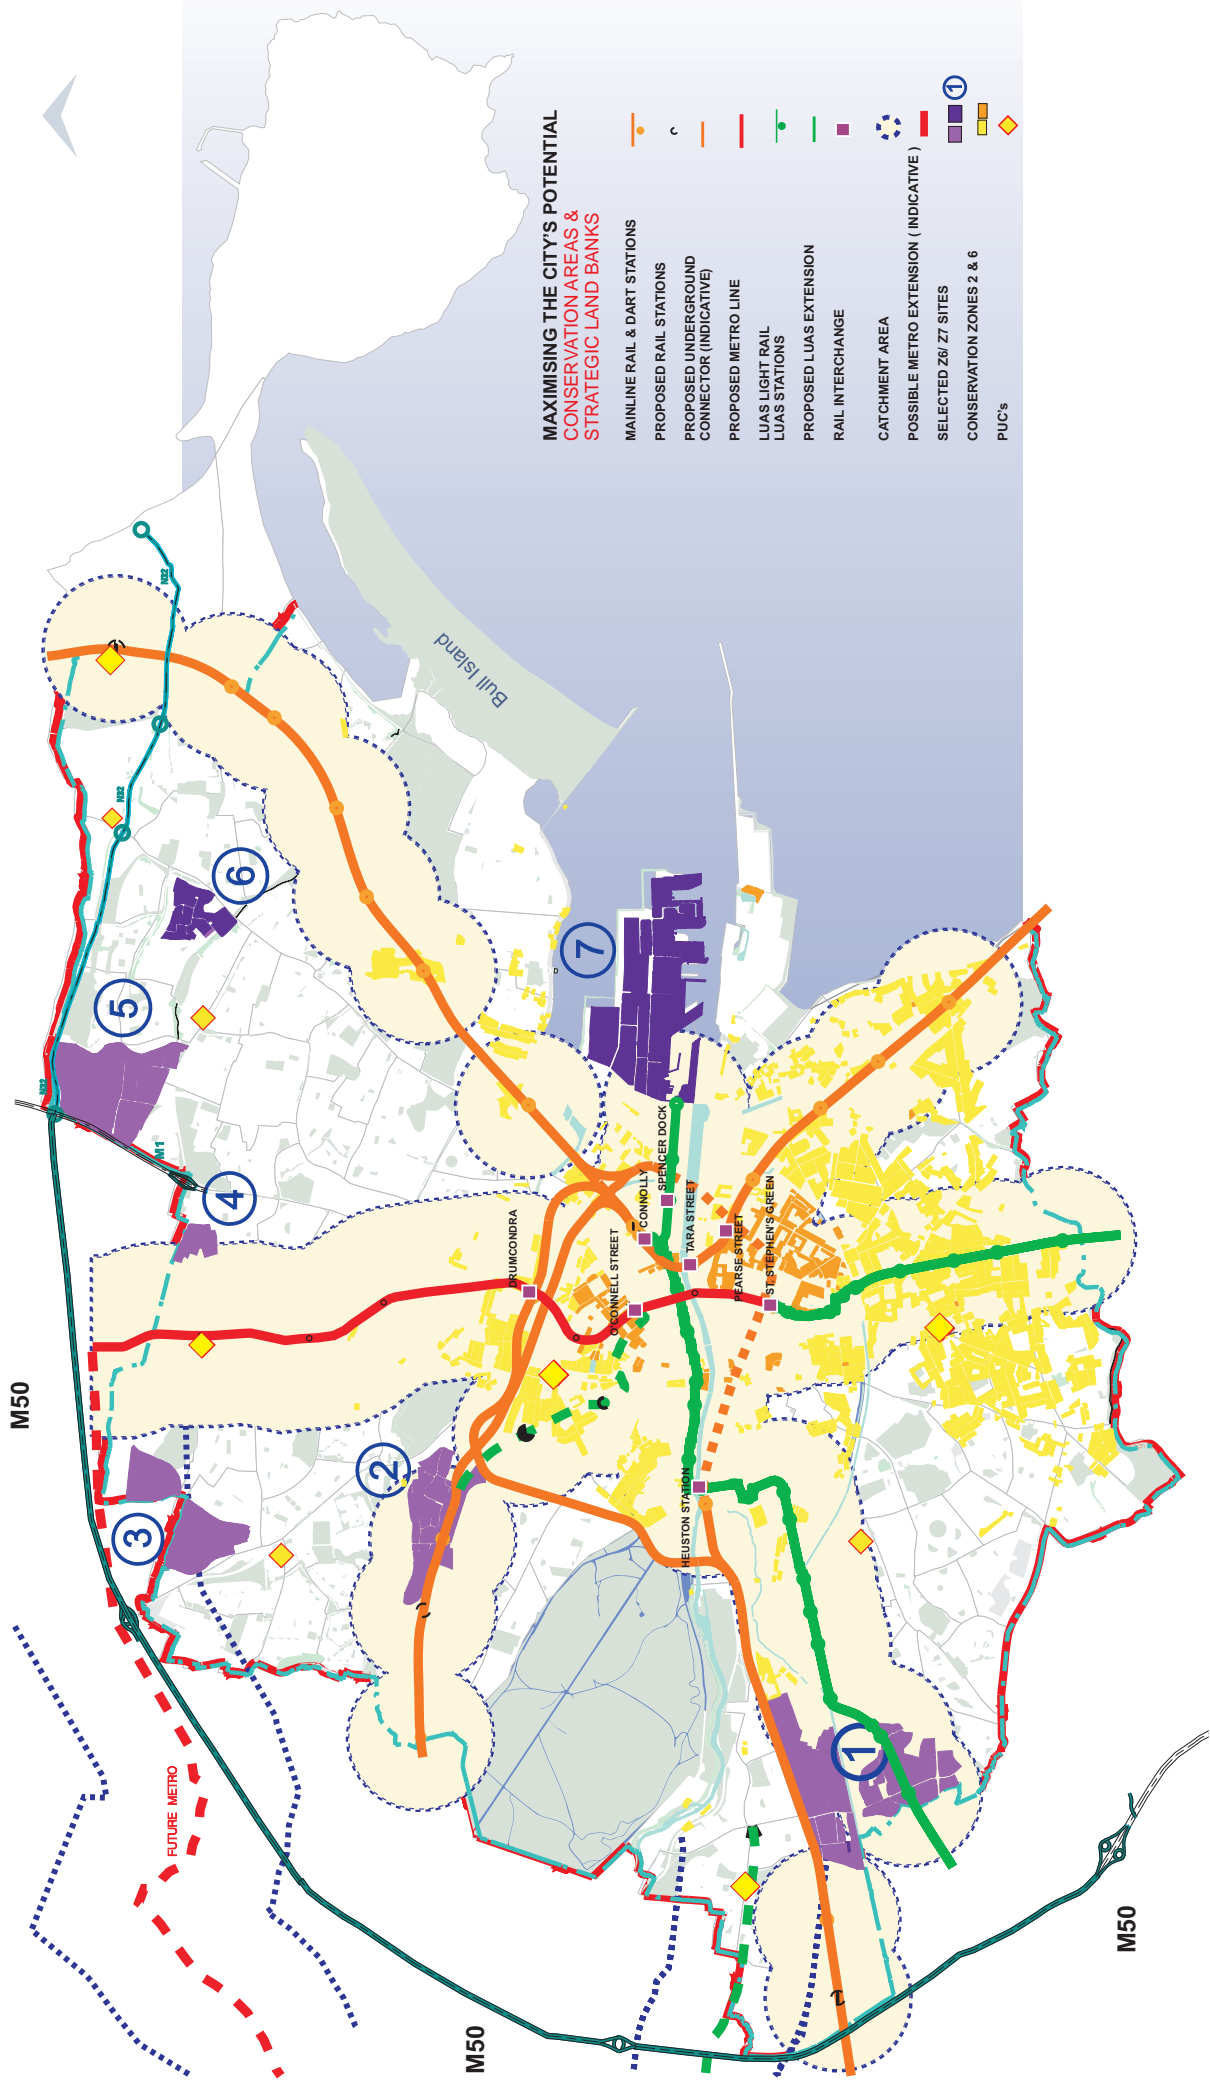 MAXIMISING THE CITY'S POTENTIAL
CONSERVATION AREAS &
STRATEGIC LAND BANKS
MAINLINE RAIL & DART STATIONS
PROPOSED RAIL STATIONS
PROPOSED UNDERGROUND
CONNECTOR (INDICATIVE)
PROPOSED METRO LINE
LUAS LIGHT RAIL
LUAS STATIONS
PROPOSED LUAS EXTENSION
RAIL INTERCHANGE
CATCHMENT AREA
POSSIBLE METRO EXTENSION ( INDICATIVE )
SELECTED Z6/ Z7 SITES
1
CONSERVATION ZONES 2 & 6
PUC's
M50
M50
M50
FUTURE METRO
M1
N32
N32
N32
Bull Island
DRUMCONDRA
O'CONNELL STREET
CONNOLLY
SPENCER DOCK
TARA STREET
PEARSE STREET
ST. STEPHEN'S GREEN
HEUSTON STATION
1
2
3
4
5
6
7